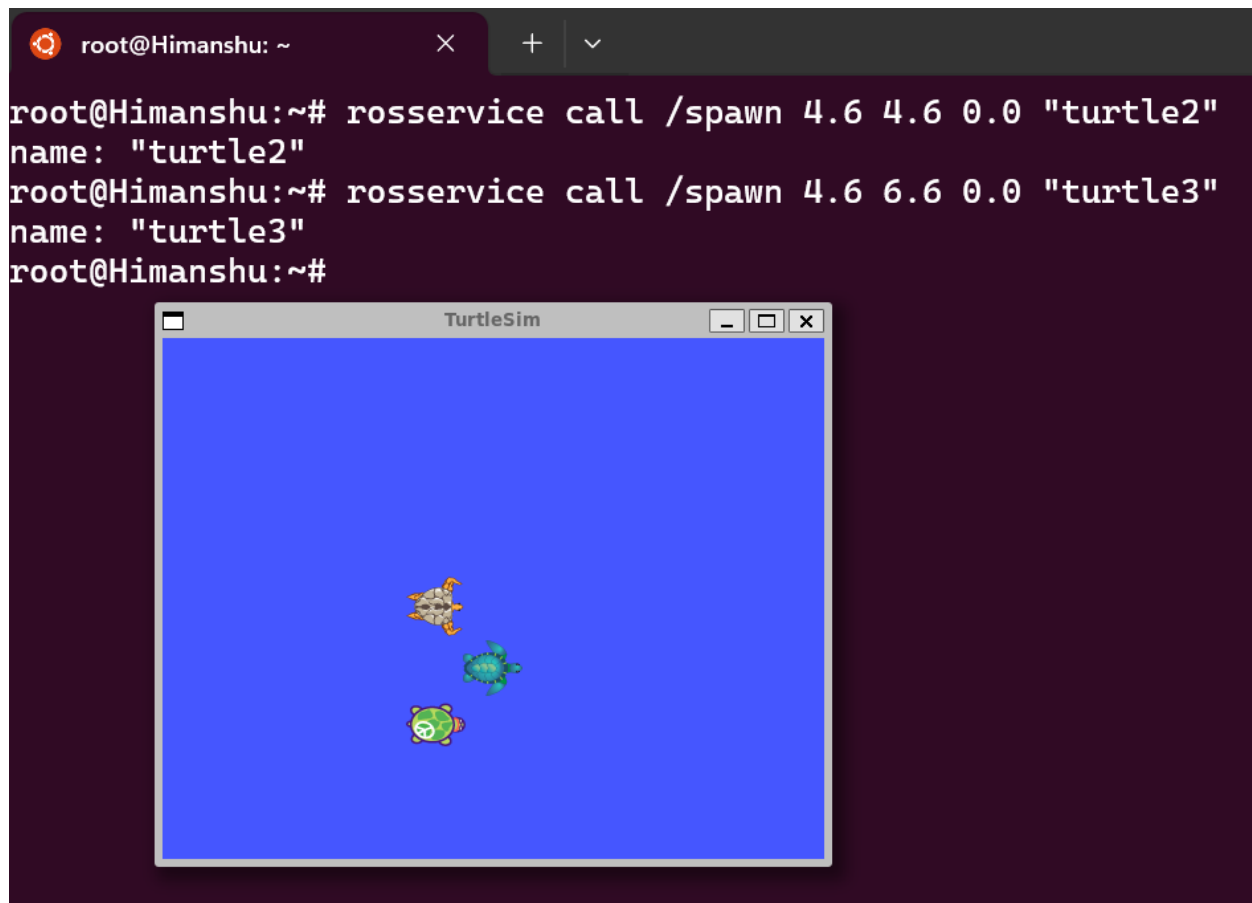 root@Himanshu: ~
root@Himanshu:~# rosservice call /spawn 4.6 4.6 0.0 "turtle2"
name: "turtle2"
root@Himanshu:~# rosservice call /spawn 4.6 6.6 0.0 "turtle3"
name: "turtle3"
root@Himanshu:~#
TurtleSim